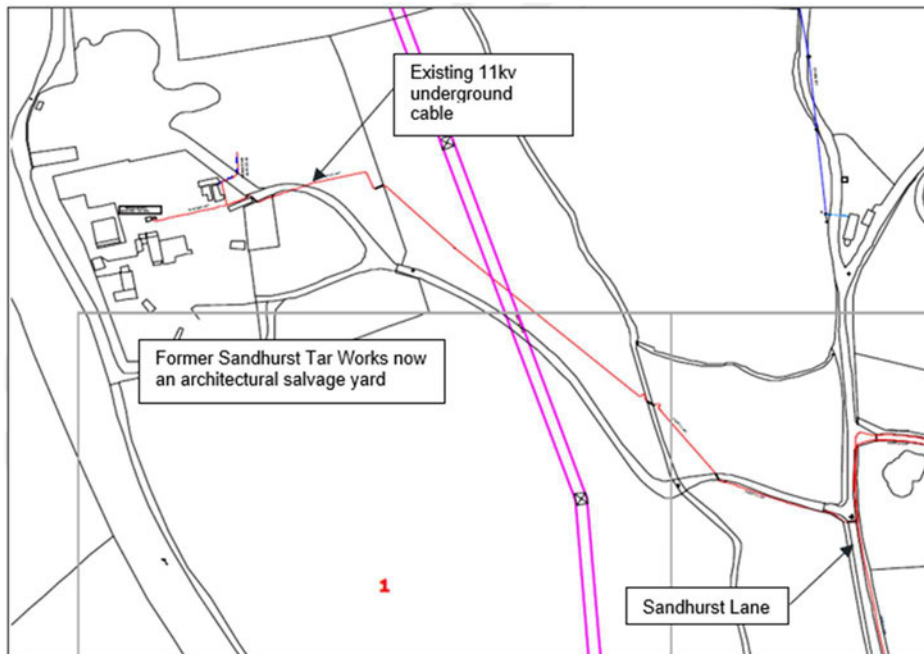 Existing 11kv
underground
cable
Former Sandhurst Tar Works now
an architectural salvage yard
1
Sandhurst Lane